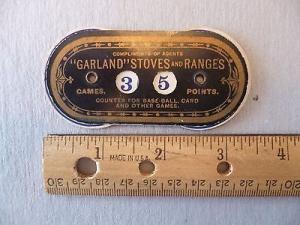 COMPLIMENTS OF AGENTS
"GARLAND" STOVES AND RANGES
GAMES. 3 5 POINTS.
COUNTER FOR BASE BALL, CARD
AND OTHER GAMES.
1 2 3 4
MADE IN U.S.A.